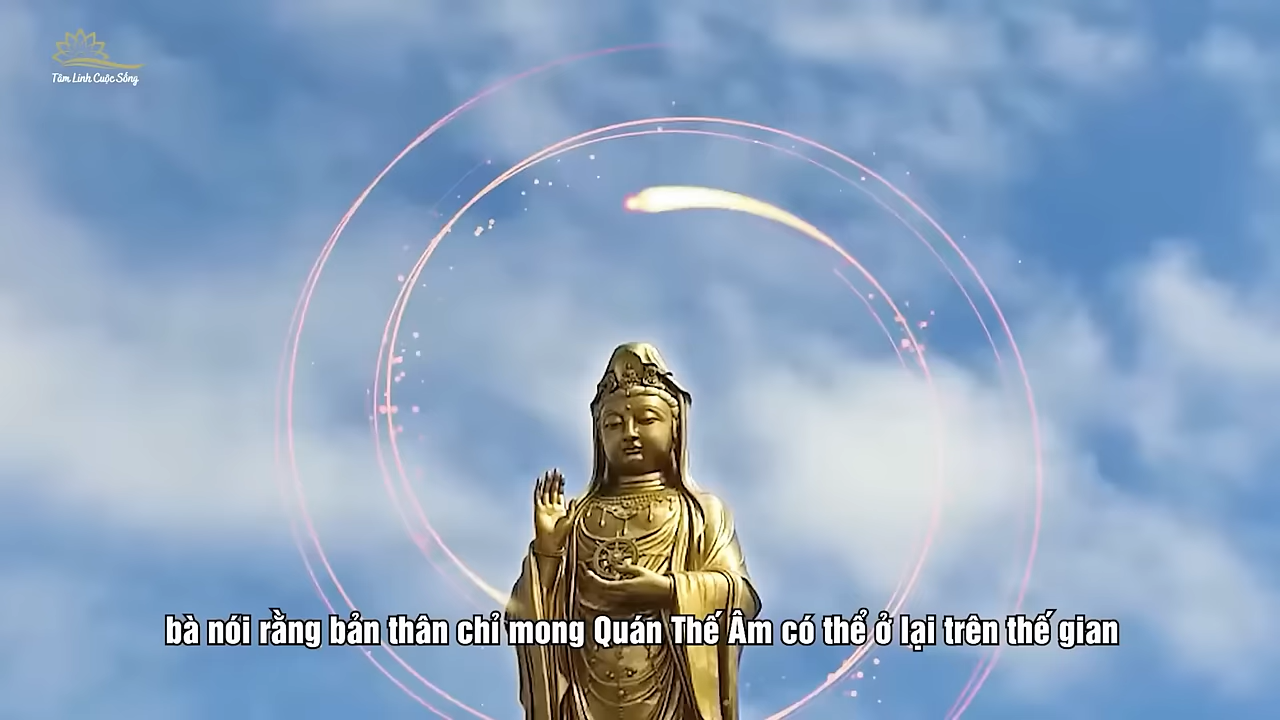 Tâm Linh Cuộc Sống
bà nói rằng bản thân chỉ mong Quán Thế Âm có thể ở lại trên thế gian